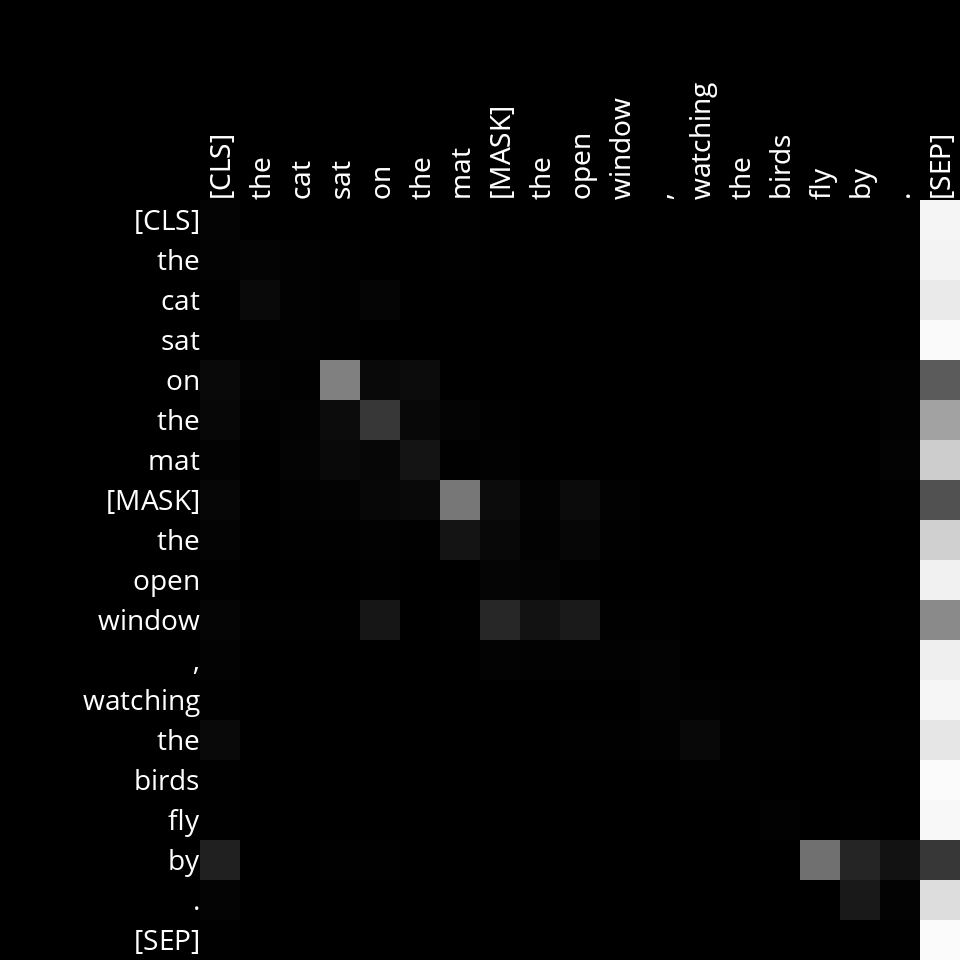 [CLS] the cat sat on the mat [MASK] the open window , watching the birds fly by . [SEP]
[CLS]
the
cat
sat
on
the
mat
[MASK]
the
open
window
,
watching
the
birds
fly
by
.
[SEP]